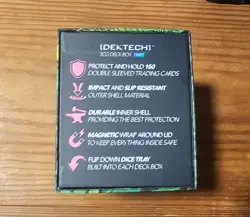 [DEKTECH]
TCG DECK BOX
PROTECT AND HOLD 150
DOUBLE SLEEVED TRADING CARDS
IMPACT AND SLIP RESISTANT
OUTER SHELL MATERIAL
DURABLE INNER SHELL
PROVIDING THE BEST PROTECTION
MAGNETIC WRAP AROUND LID
TO KEEP EVERYTHING INSIDE SAFE
FLIP DOWN DICE TRAY
BUILT INTO EACH DECK BOX